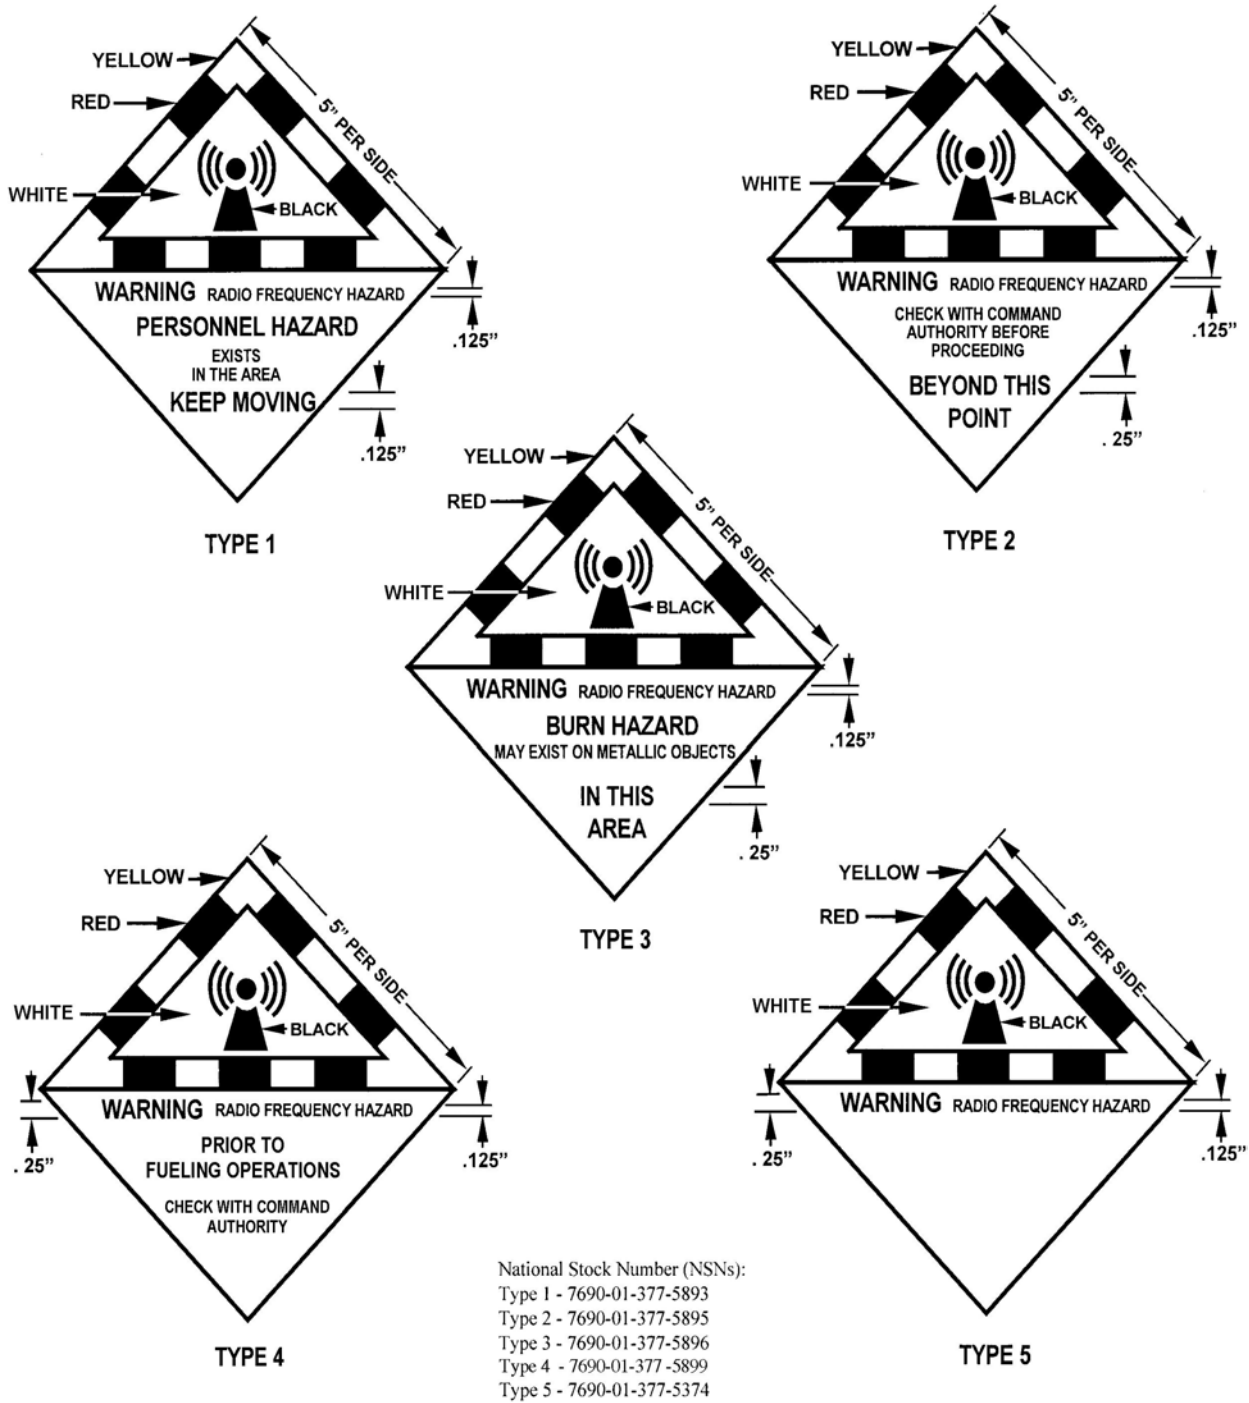 YELLOW
RED
5" PER SIDE
WHITE
BLACK
WARNING RADIO FREQUENCY HAZARD
PERSONNEL HAZARD
EXISTS
IN THE AREA
KEEP MOVING
.125"
.125"
TYPE 1
YELLOW
RED
5" PER SIDE
WHITE
BLACK
WARNING RADIO FREQUENCY HAZARD
CHECK WITH COMMAND
AUTHORITY BEFORE
PROCEEDING
BEYOND THIS
POINT
.125"
. 25"
TYPE 2
YELLOW
RED
5" PER SIDE
WHITE
BLACK
WARNING RADIO FREQUENCY HAZARD
BURN HAZARD
MAY EXIST ON METALLIC OBJECTS
IN THIS
AREA
.125"
. 25"
TYPE 3
YELLOW
RED
5" PER SIDE
WHITE
BLACK
WARNING RADIO FREQUENCY HAZARD
PRIOR TO
FUELING OPERATIONS
CHECK WITH COMMAND
AUTHORITY
. 25"
.125"
TYPE 4
YELLOW
RED
5" PER SIDE
WHITE
BLACK
WARNING RADIO FREQUENCY HAZARD
. 25"
.125"
TYPE 5
National Stock Number (NSNs):
Type 1 - 7690-01-377-5893
Type 2 - 7690-01-377-5895
Type 3 - 7690-01-377-5896
Type 4 - 7690-01-377-5899
Type 5 - 7690-01-377-5374